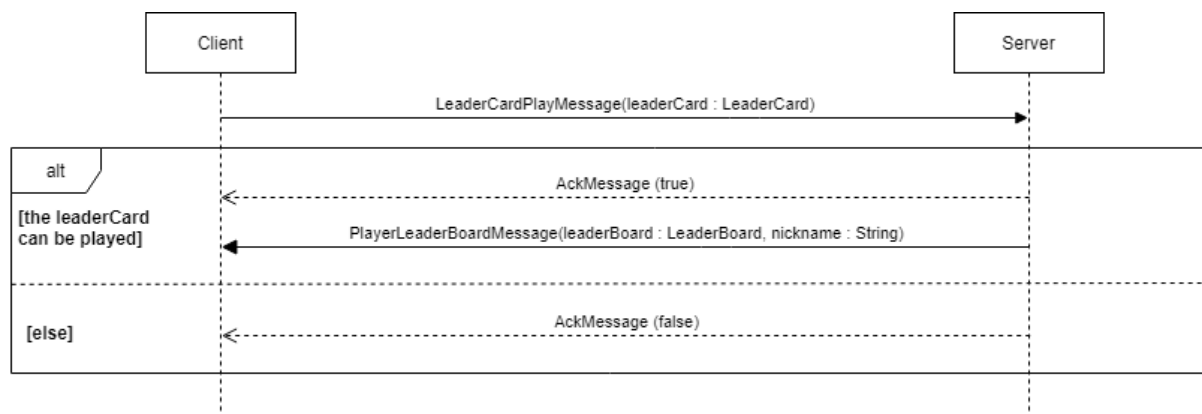 Client
Server
LeaderCardPlayMessage(leaderCard : LeaderCard)
alt
AckMessage (true)
[the leaderCard
can be played]
PlayerLeaderBoardMessage(leaderBoard : LeaderBoard, nickname : String)
AckMessage (false)
[else]